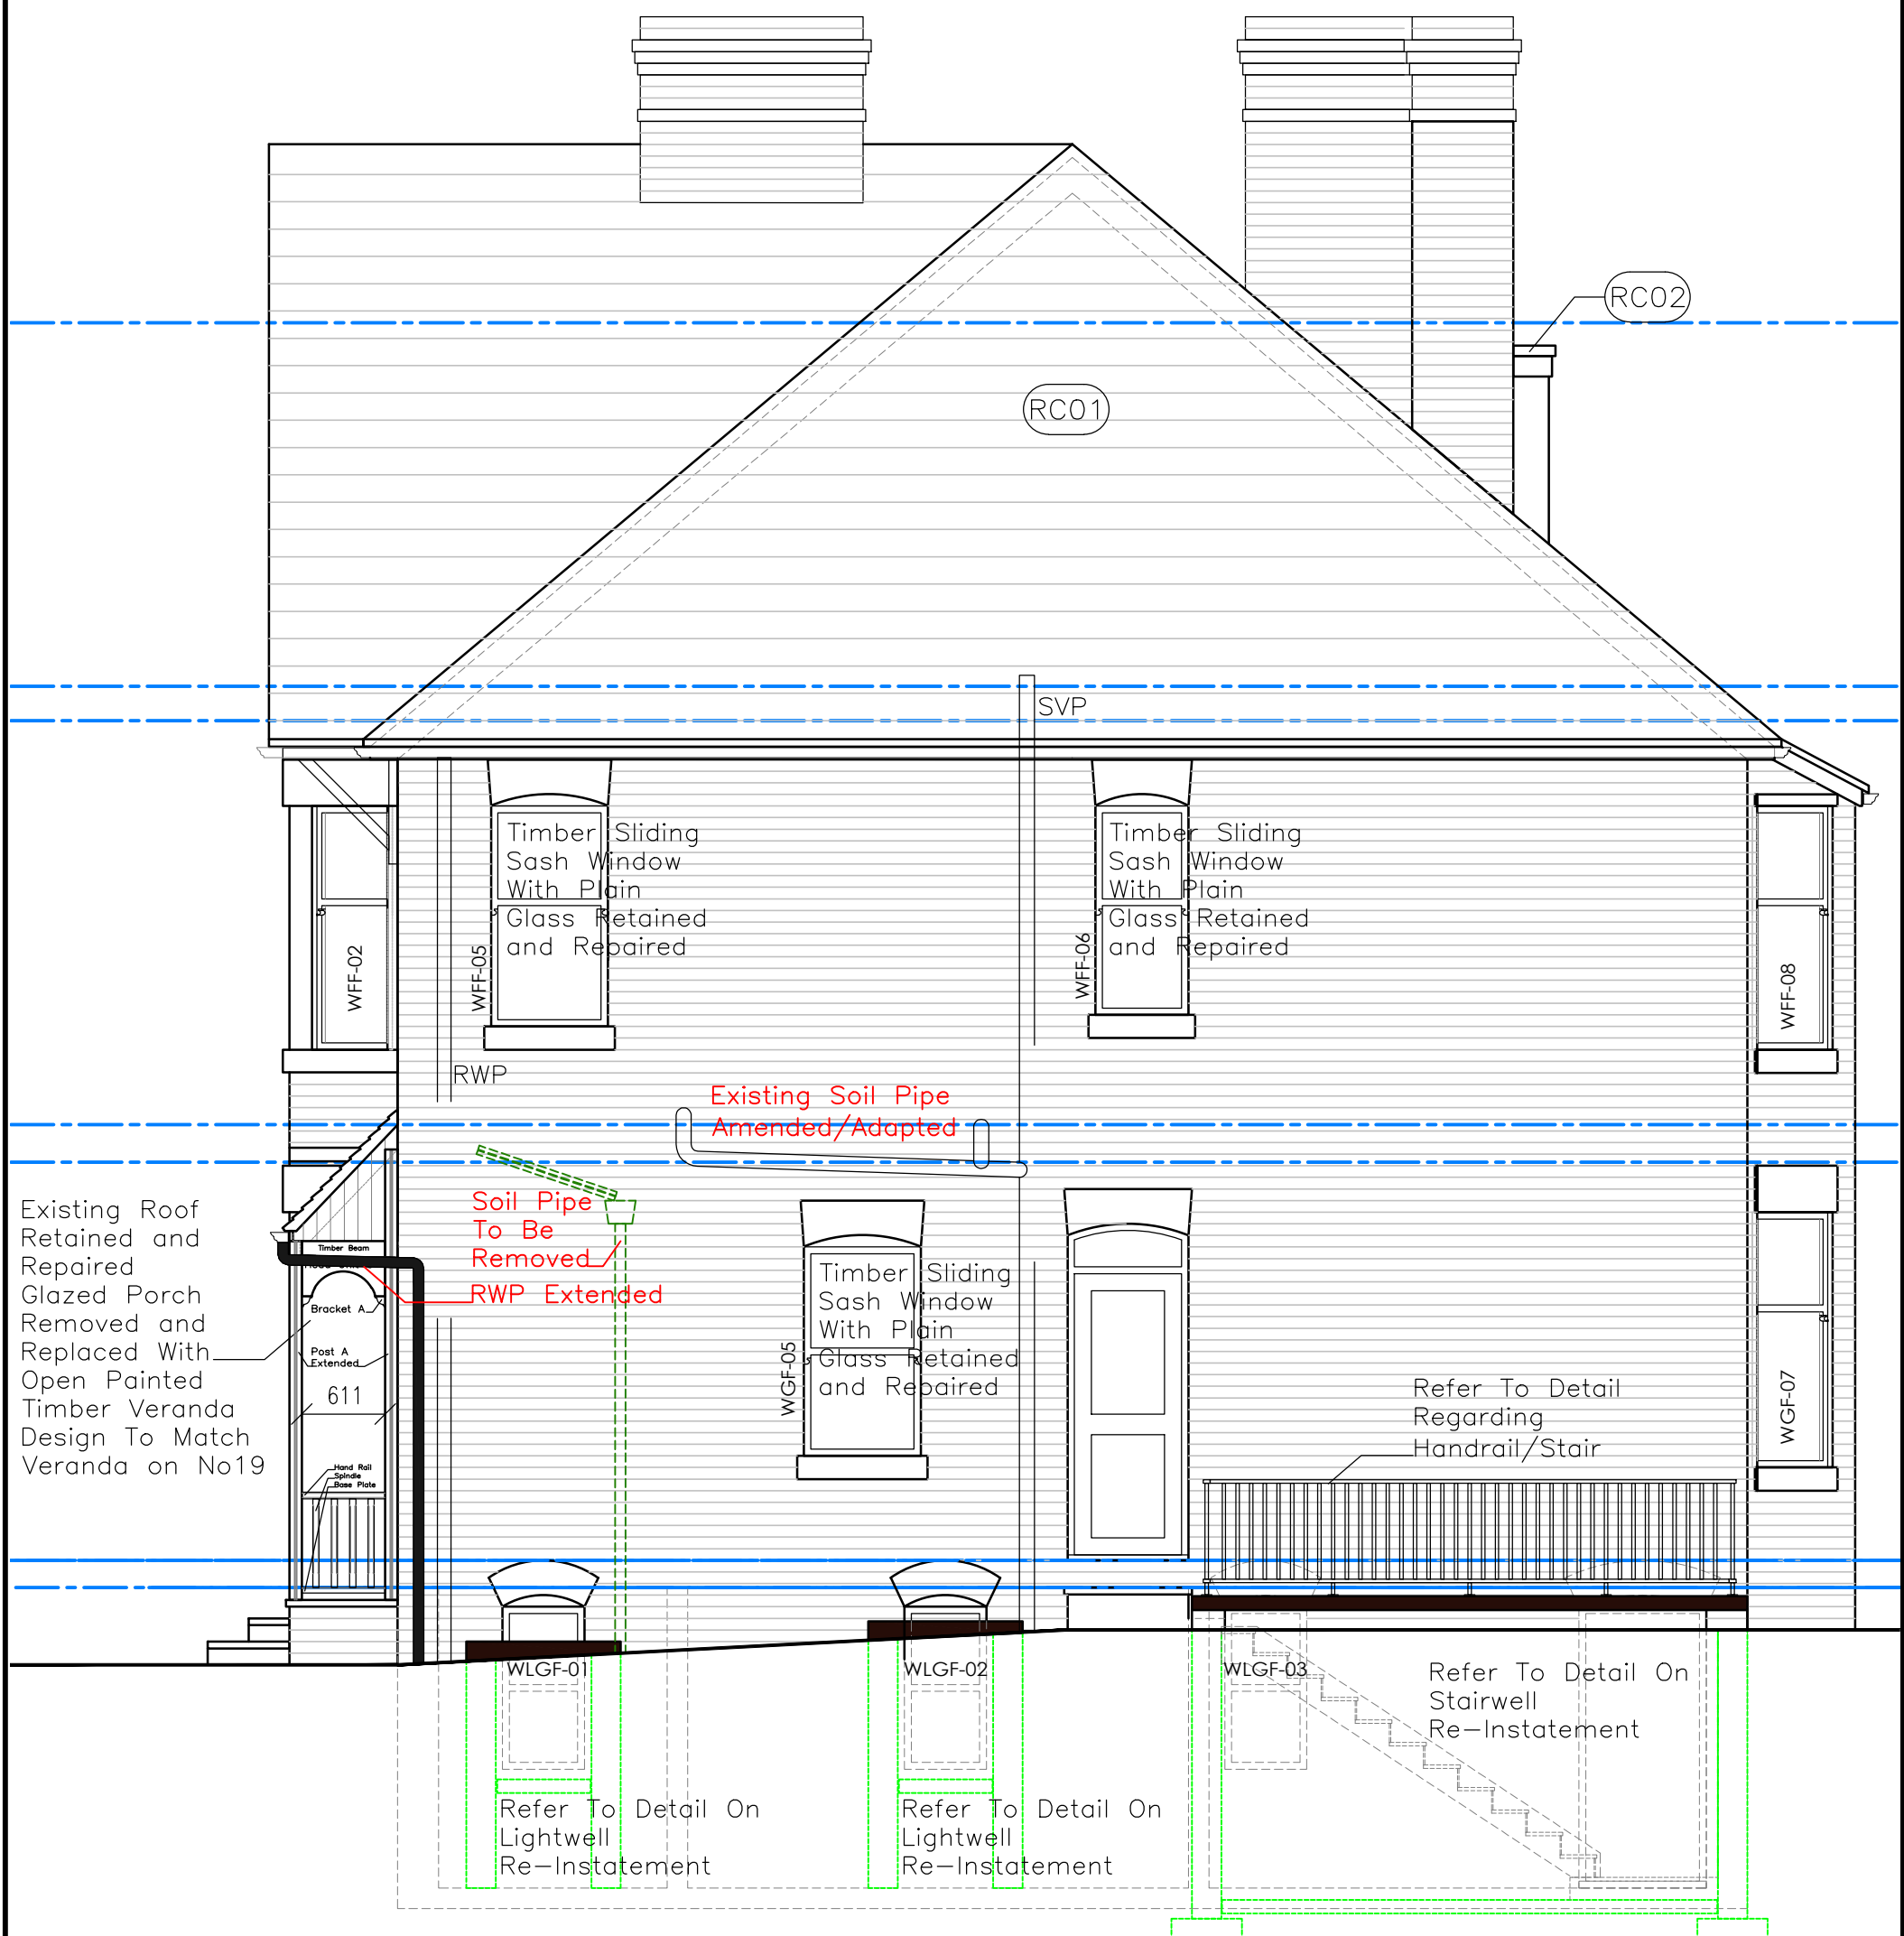 RC02
RC01
SVP
Timber Sliding
Sash Window
With Plain
Glass Retained
and Repaired
Timber Sliding
Sash Window
With Plain
Glass Retained
and Repaired
WFF-02
WFF-05
WFF-06
WFF-08
RWP
Existing Soil Pipe
Amended/Adapted
Soil Pipe
To Be
Removed
RWP Extended
Existing Roof
Retained and
Repaired
Glazed Porch
Removed and
Replaced With
Open Painted
Timber Veranda
Design To Match
Veranda on No19
Timber Beam
Bracket A
Post A
Extended
611
Hand Rail
Spindle
Base Plate
Timber Sliding
Sash Window
With Plain
Glass Retained
and Repaired
WGF-05
WGF-07
Refer To Detail
Regarding
Handrail/Stair
WLGF-01
WLGF-02
WLGF-03
Refer To Detail On
Stairwell
Re-Instatement
Refer To Detail On
Lightwell
Re-Instatement
Refer To Detail On
Lightwell
Re-Instatement